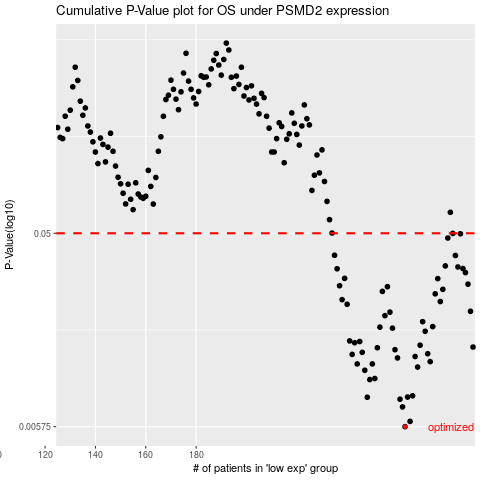 Cumulative P-Value plot for OS under PSMD2 expression
P-Value(log10)
0.05
0.00575
optimized
0 120 140 160 180
# of patients in 'low exp' group